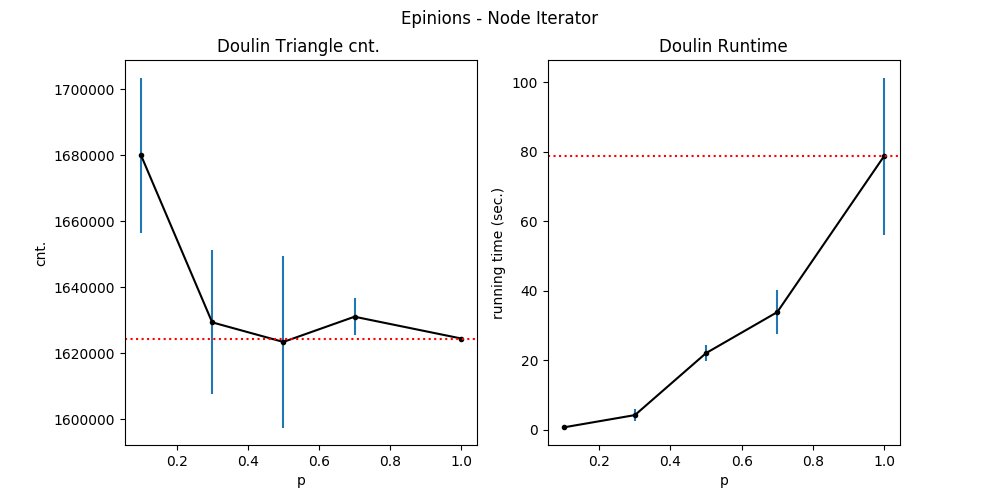 Epinions - Node Iterator
Doulin Triangle cnt.
cnt.
1700000
1680000
1660000
1640000
1620000
1600000
0.2 0.4 0.6 0.8 1.0
p
Doulin Runtime
running time (sec.)
100
80
60
40
20
0
0.2 0.4 0.6 0.8 1.0
p